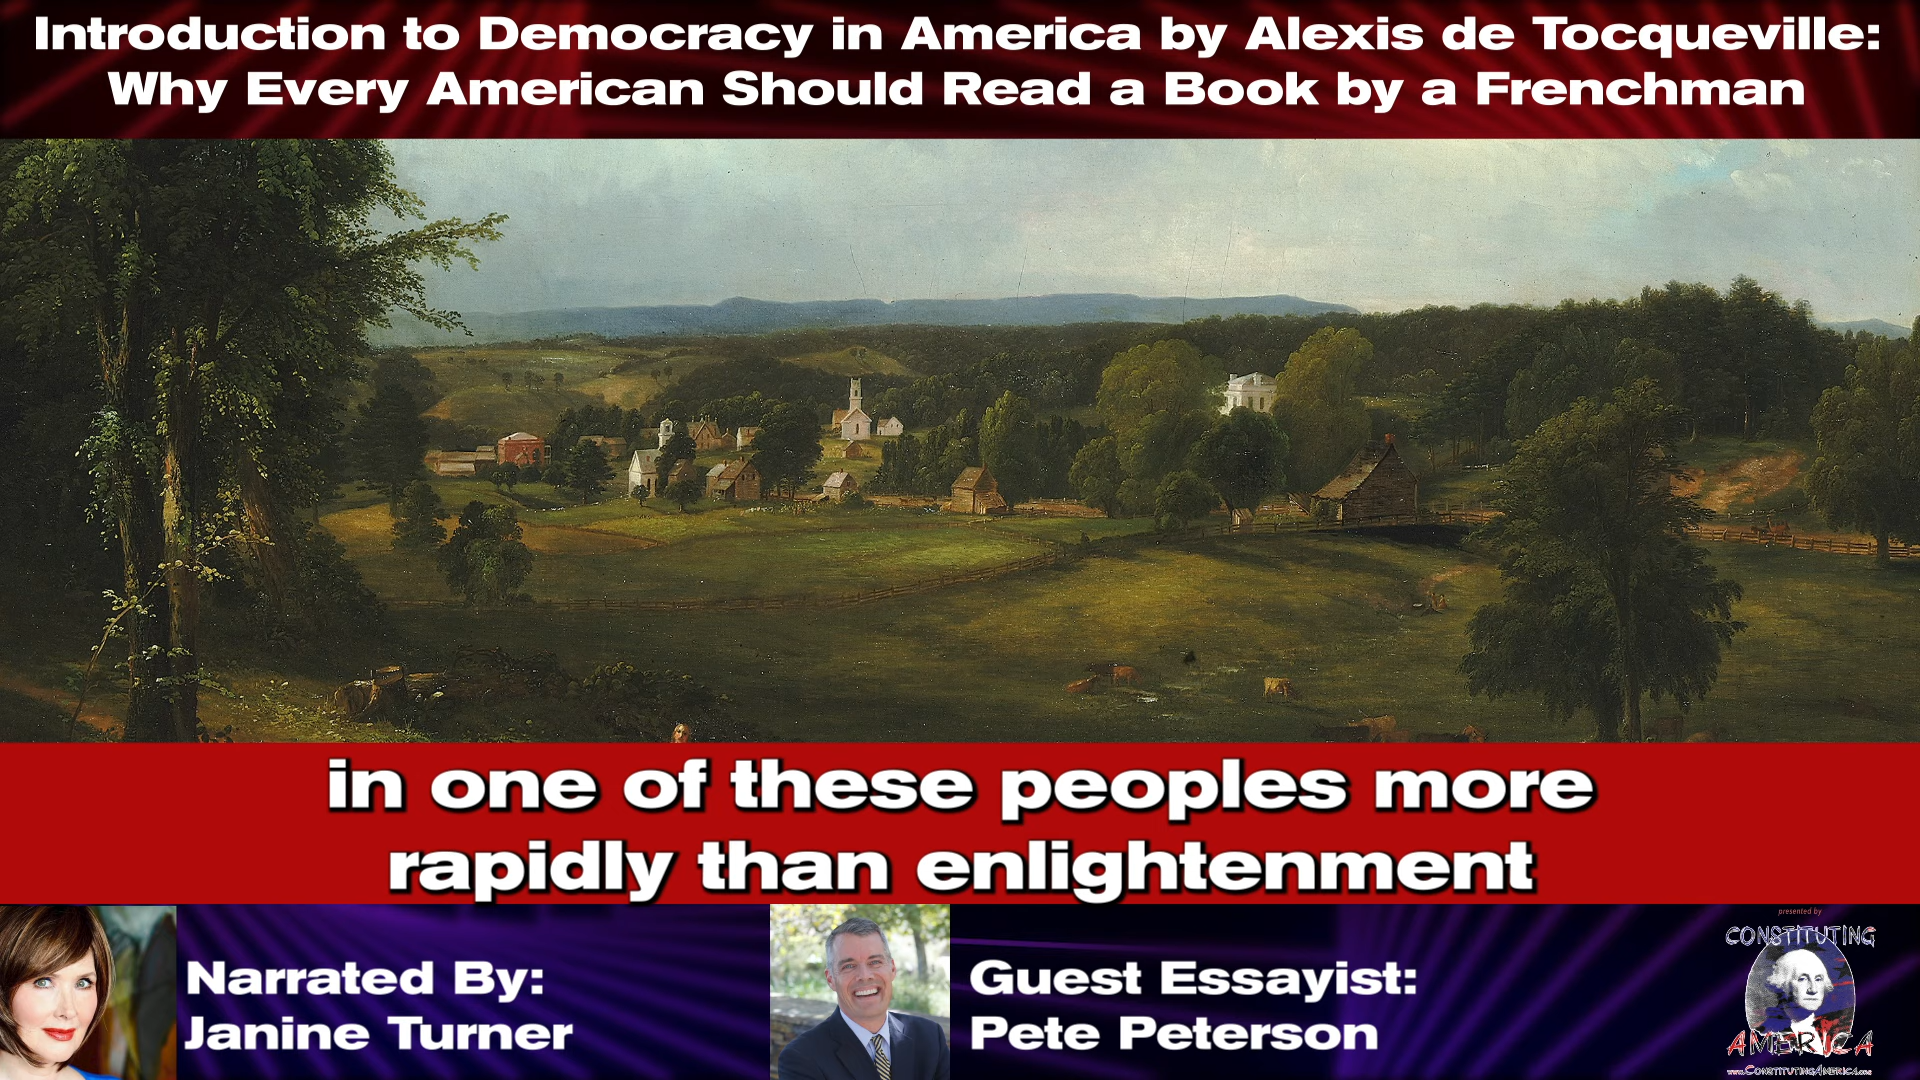 Introduction to Democracy in America by Alexis de Tocqueville:
Why Every American Should Read a Book by a Frenchman
in one of these peoples more
rapidly than enlightenment
Narrated By:
Janine Turner
Guest Essayist:
Pete Peterson
presented by
CONSTITUTING
AMERICA
www.ConstitutingAmerica.org